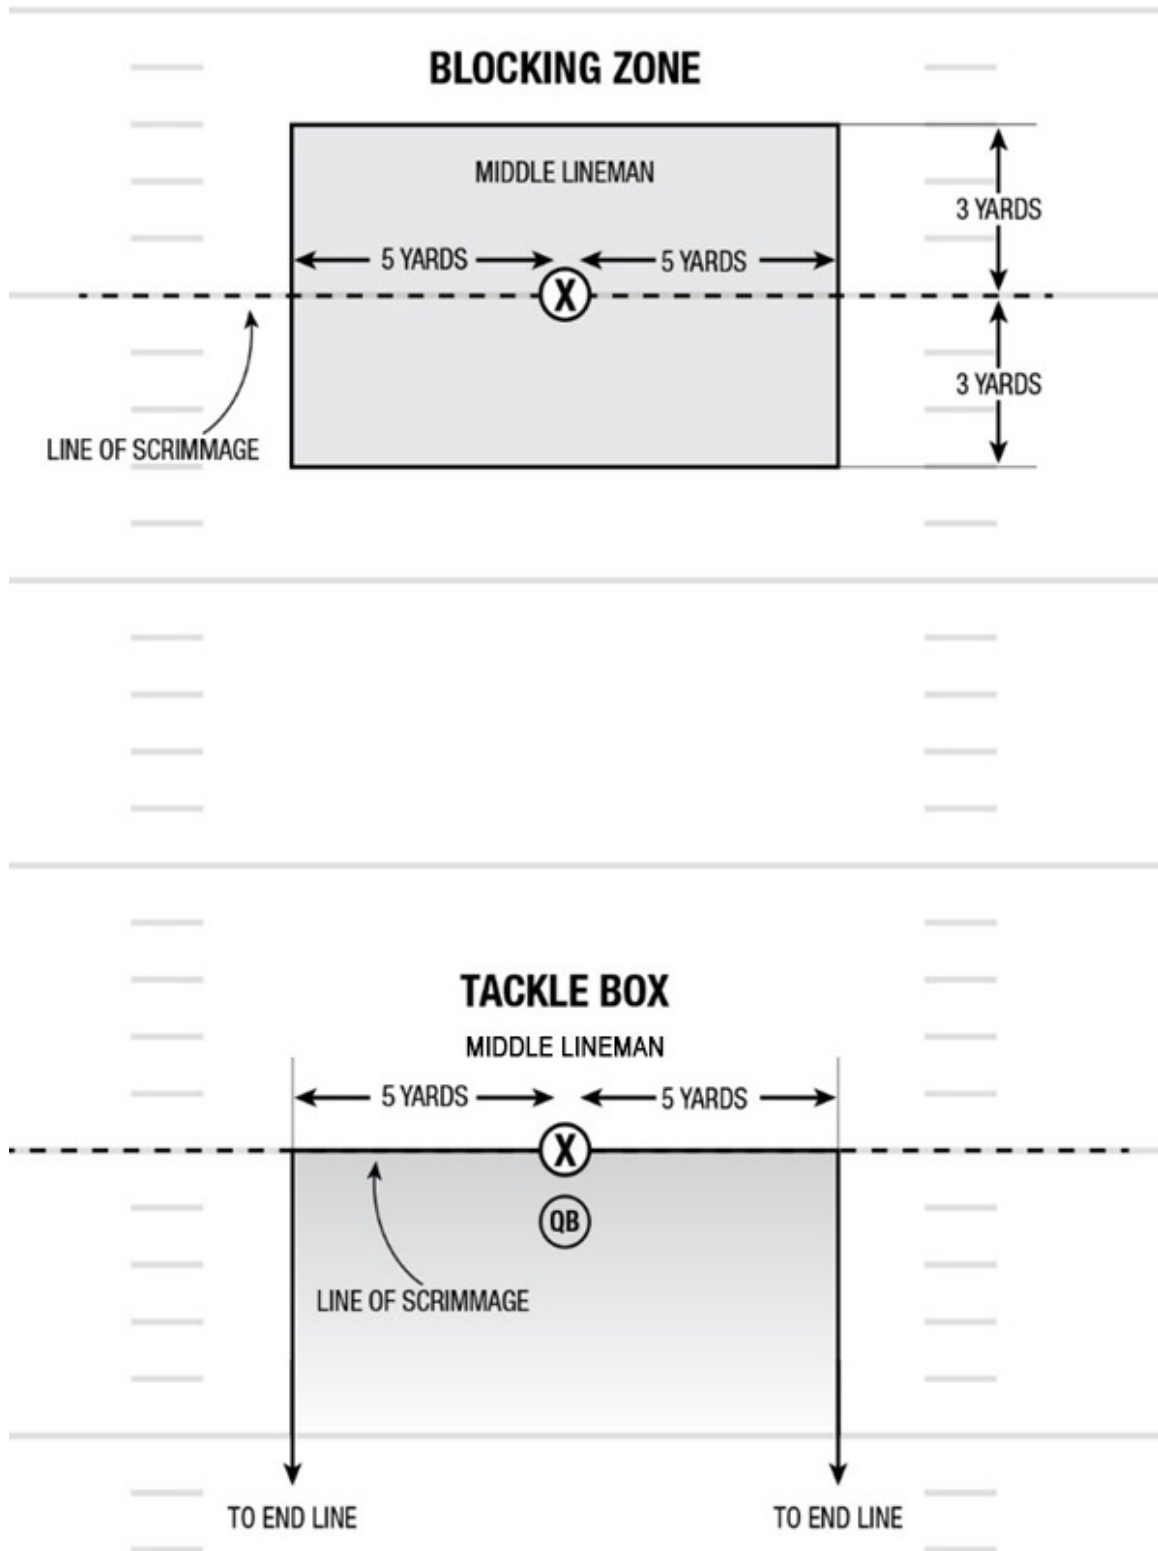 BLOCKING ZONE
MIDDLE LINEMAN
3 YARDS
5 YARDS
5 YARDS
X
3 YARDS
LINE OF SCRIMMAGE
TACKLE BOX
MIDDLE LINEMAN
5 YARDS
5 YARDS
X
QB
LINE OF SCRIMMAGE
TO END LINE
TO END LINE